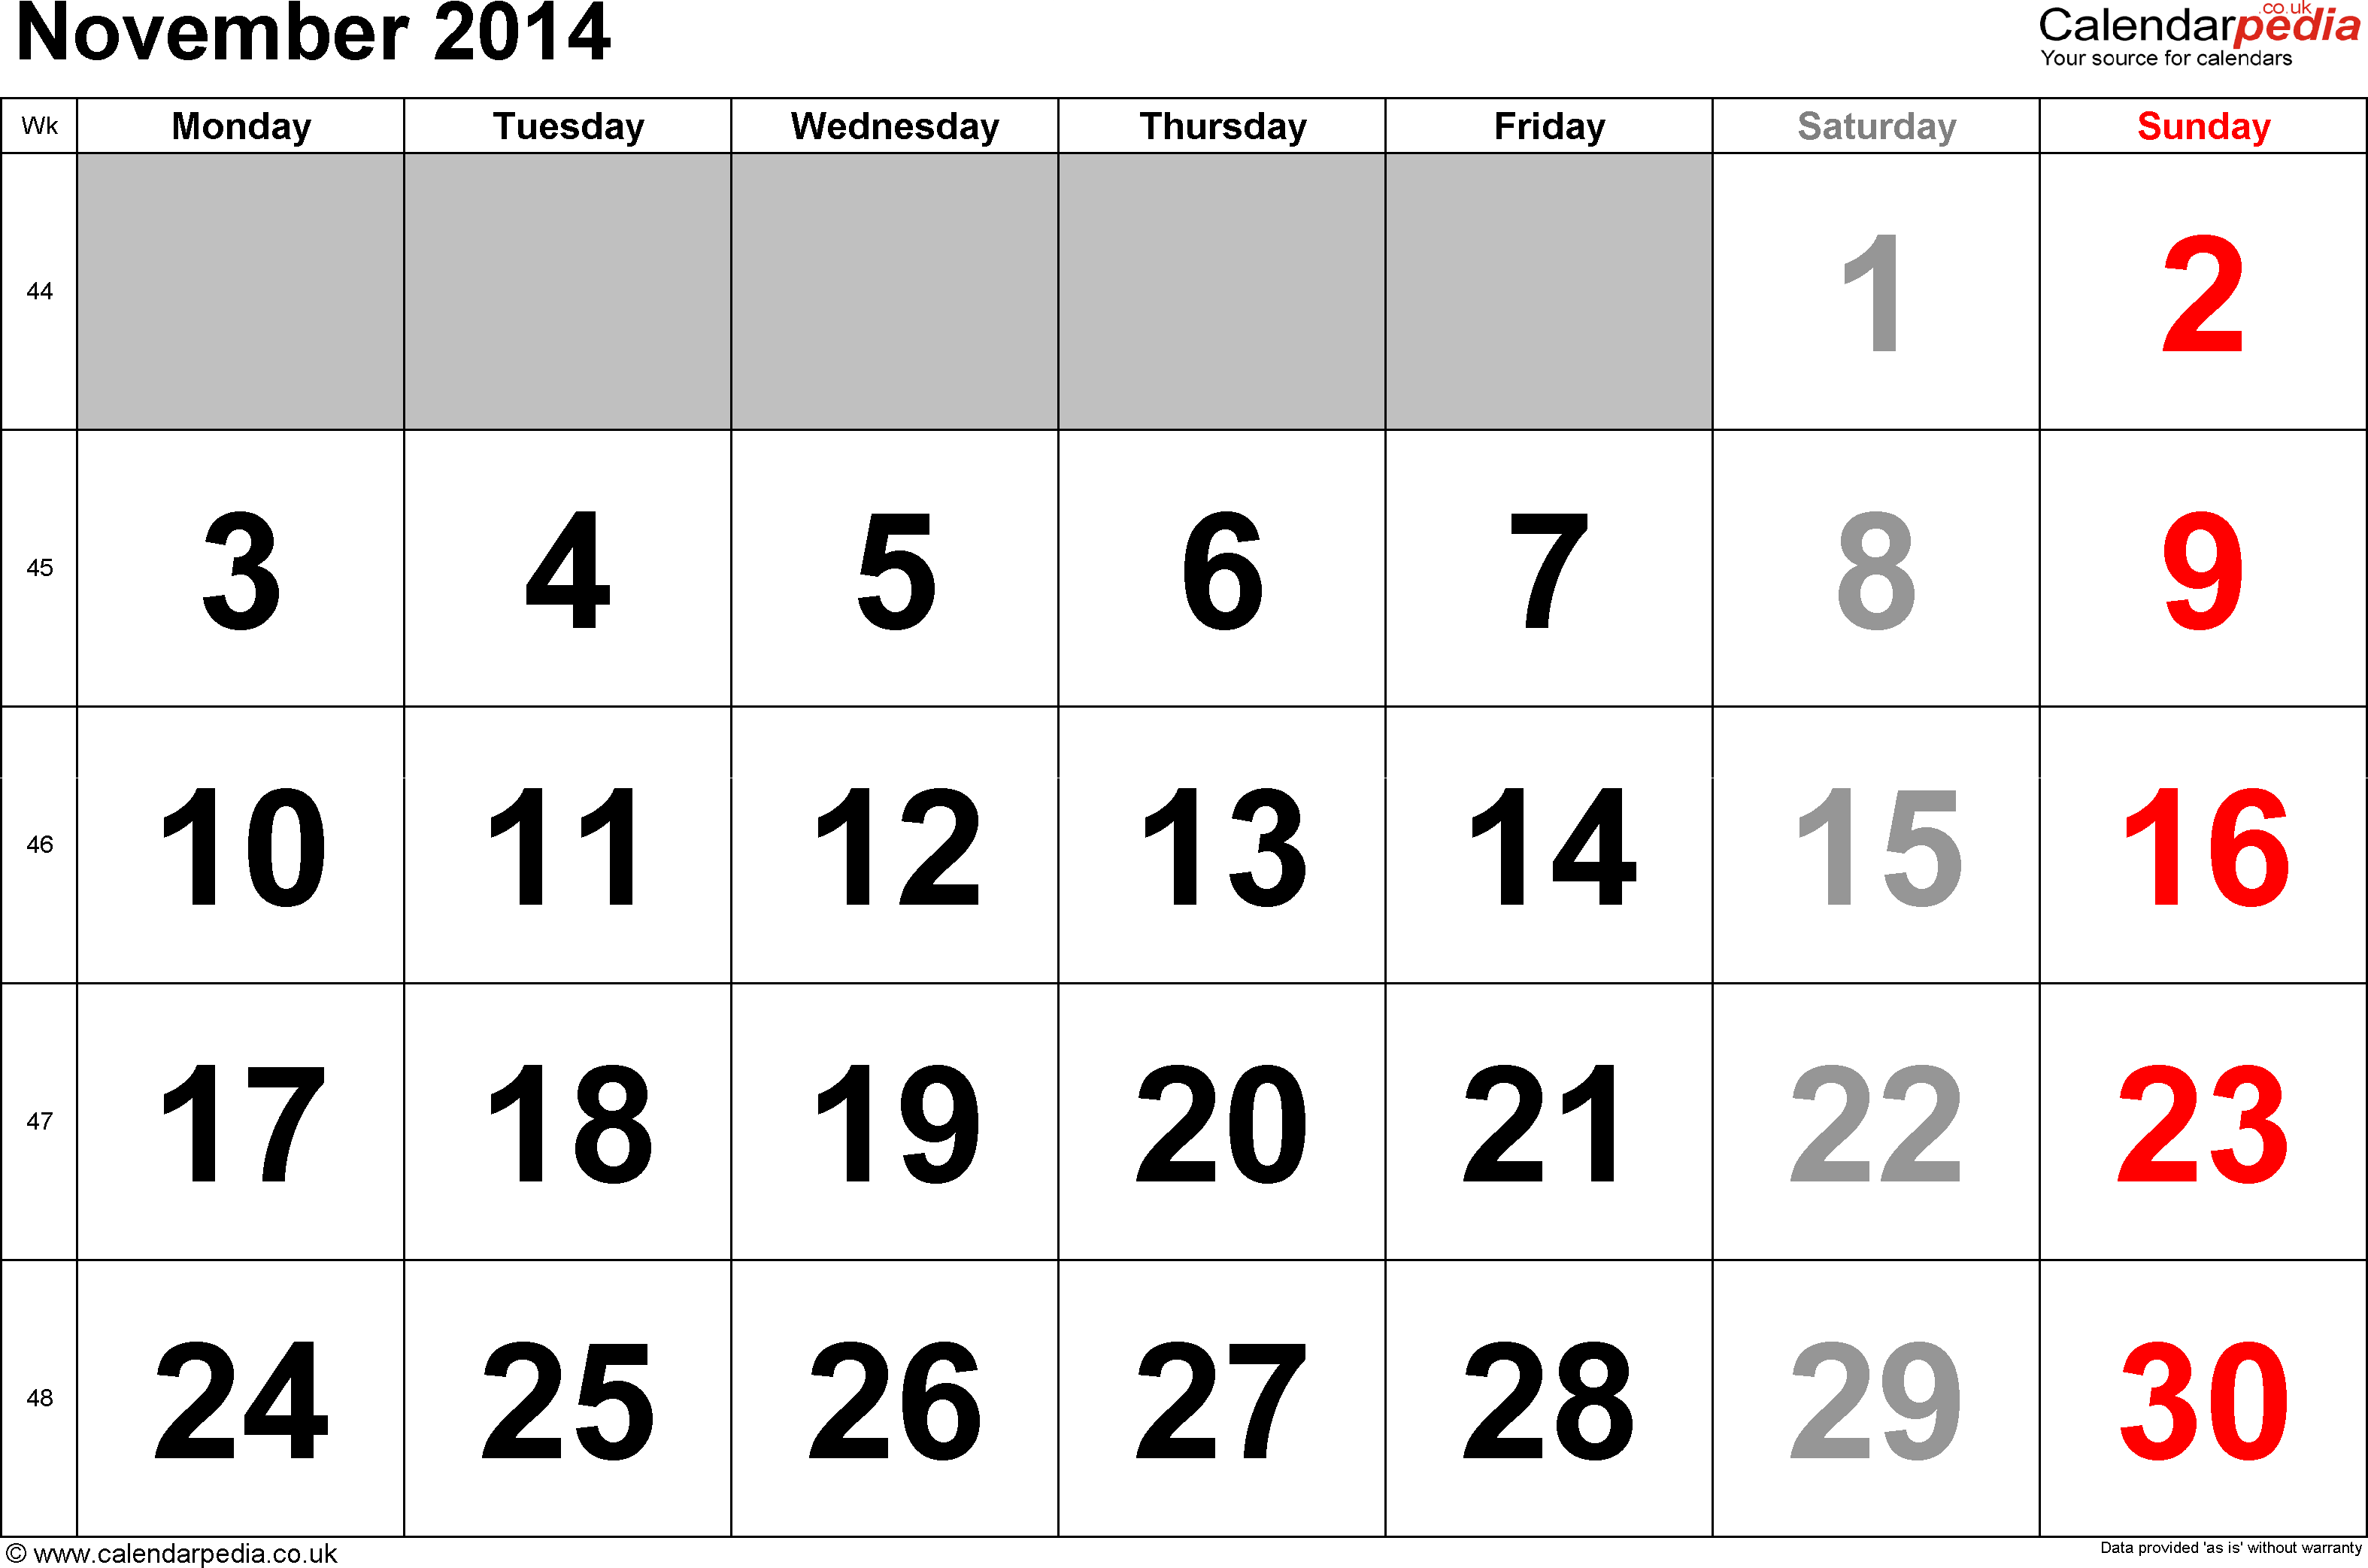 November 2014
.co.uk
Calendarpedia
Your source for calendars
Wk Monday Tuesday Wednesday Thursday Friday Saturday Sunday
44 1 2
45 3 4 5 6 7 8 9
46 10 11 12 13 14 15 16
47 17 18 19 20 21 22 23
48 24 25 26 27 28 29 30
© www.calendarpedia.co.uk
Data provided 'as is' without warranty